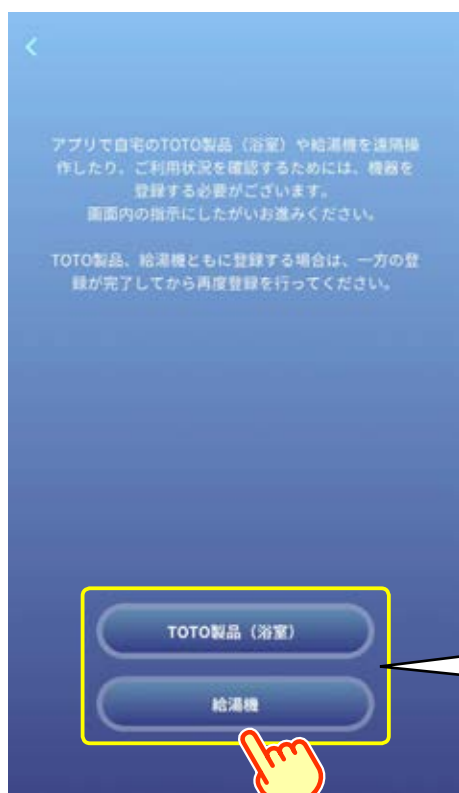 アプリで自宅のTOTO製品（浴室）や給湯機を遠隔操
作したり、ご利用状況を確認するためには、機器を
登録する必要がございます。
画面内の指示にしたがいお進みください。
TOTO製品、給湯機ともに登録する場合は、一方の登
録が完了してから再度登録を行ってください。
TOTO製品（浴室）
給湯機